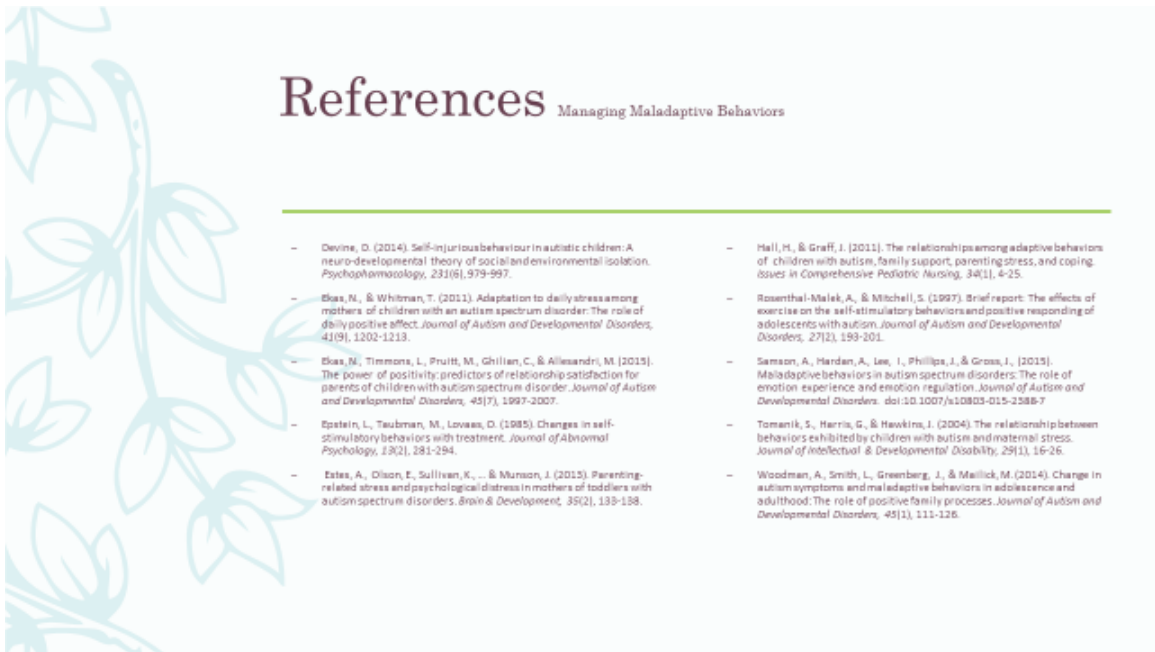 References Managing Maladaptive Behaviors
– Devine, D. (2014). Self-injurious behaviour in autistic children: A
neuro-developmental theory of social and environmental isolation.
Psychopharmacology, 231(6), 979-997.
– Ekas, N., & Whitman, T. (2011). Adaptation to daily stress among
mothers of children with an autism spectrum disorder: The role of
daily positive affect. Journal of Autism and Developmental Disorders,
41(9), 1202-1213.
– Ekas, N., Timmons, L., Pruitt, M., Ghilian, C., & Allesandri, M. (2015).
The power of positivity: predictors of relationship satisfaction for
parents of children with autism spectrum disorder. Journal of Autism
and Developmental Disorders, 45(7), 1997-2007.
– Epstein, L., Taubman, M., Lovaas, O. (1985). Changes in self-
stimulatory behaviors with treatment. Journal of Abnormal
Psychology, 13(2), 281-294.
– Estes, A., Olson, E., Sullivan, K., ... & Munson, J. (2015). Parenting-
related stress and psychological distress in mothers of toddlers with
autism spectrum disorders. Brain & Development, 35(2), 133-138.
– Hall, H., & Graff, J. (2011). The relationships among adaptive behaviors
of children with autism, family support, parenting stress, and coping.
Issues in Comprehensive Pediatric Nursing, 34(1), 4-25.
– Rosenthal-Malek, A., & Mitchell, S. (1997). Brief report: The effects of
exercise on the self-stimulatory behaviors and positive responding of
adolescents with autism. Journal of Autism and Developmental
Disorders, 27(2), 193-201.
– Samson, A., Hardan, A., Lee, I., Phillips, J., & Gross, J., (2015).
Maladaptive behaviors in autism spectrum disorders: The role of
emotion experience and emotion regulation. Journal of Autism and
Developmental Disorders. doi:10.1007/s10803-015-2388-7
– Tomanik, S., Harris, G., & Hawkins, J. (2004). The relationship between
behaviors exhibited by children with autism and maternal stress.
Journal of Intellectual & Developmental Disability, 29(1), 16-26.
– Woodman, A., Smith, L., Greenberg, J., & Mailick, M. (2014). Change in
autism symptoms and maladaptive behaviors in adolescence and
adulthood: The role of positive family processes. Journal of Autism and
Developmental Disorders, 45(1), 111-126.